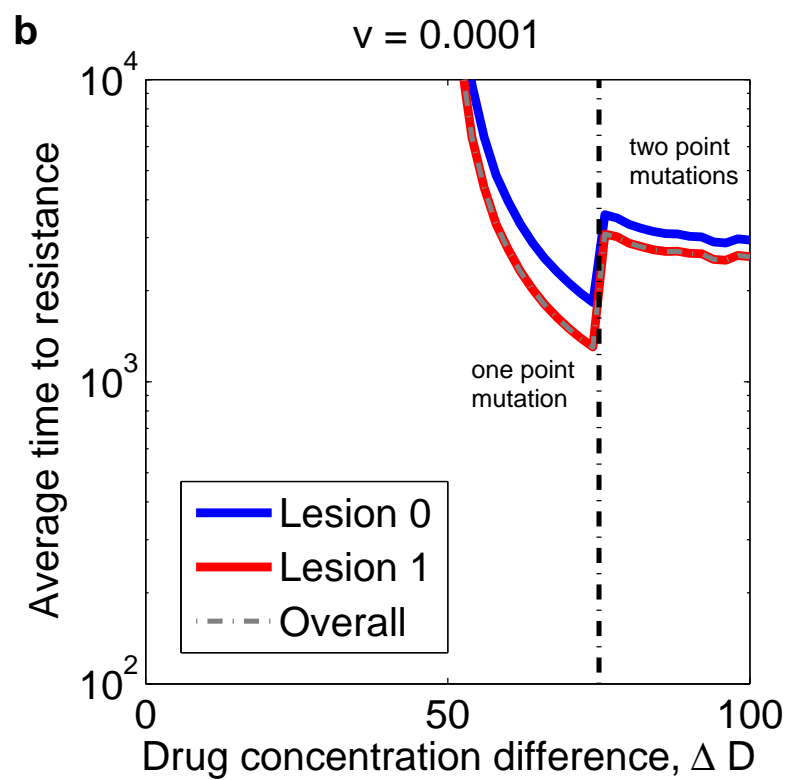 b
v = 0.0001
10^4
10^3
10^2
Average time to resistance
two point
mutations
one point
mutation
Lesion 0
Lesion 1
Overall
0
50
100
Drug concentration difference, Δ D